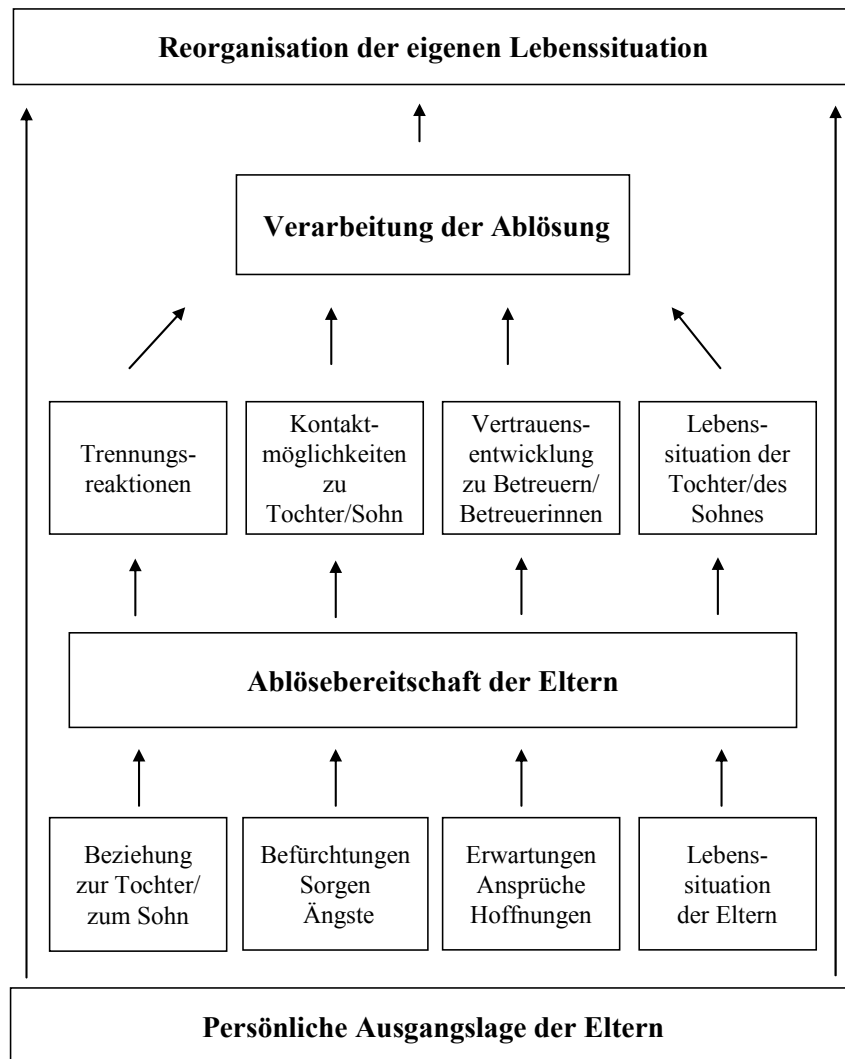 Reorganisation der eigenen Lebenssituation
Verarbeitung der Ablösung
Trennungs-
reaktionen
Kontakt-
möglichkeiten
zu
Tochter/Sohn
Vertrauens-
entwicklung
zu Betreuern/
Betreuerinnen
Lebens-
situation der
Tochter/des
Sohnes
Ablösebereitschaft der Eltern
Beziehung
zur Tochter/
zum Sohn
Befürchtungen
Sorgen
Ängste
Erwartungen
Ansprüche
Hoffnungen
Lebens-
situation
der Eltern
Persönliche Ausgangslage der Eltern